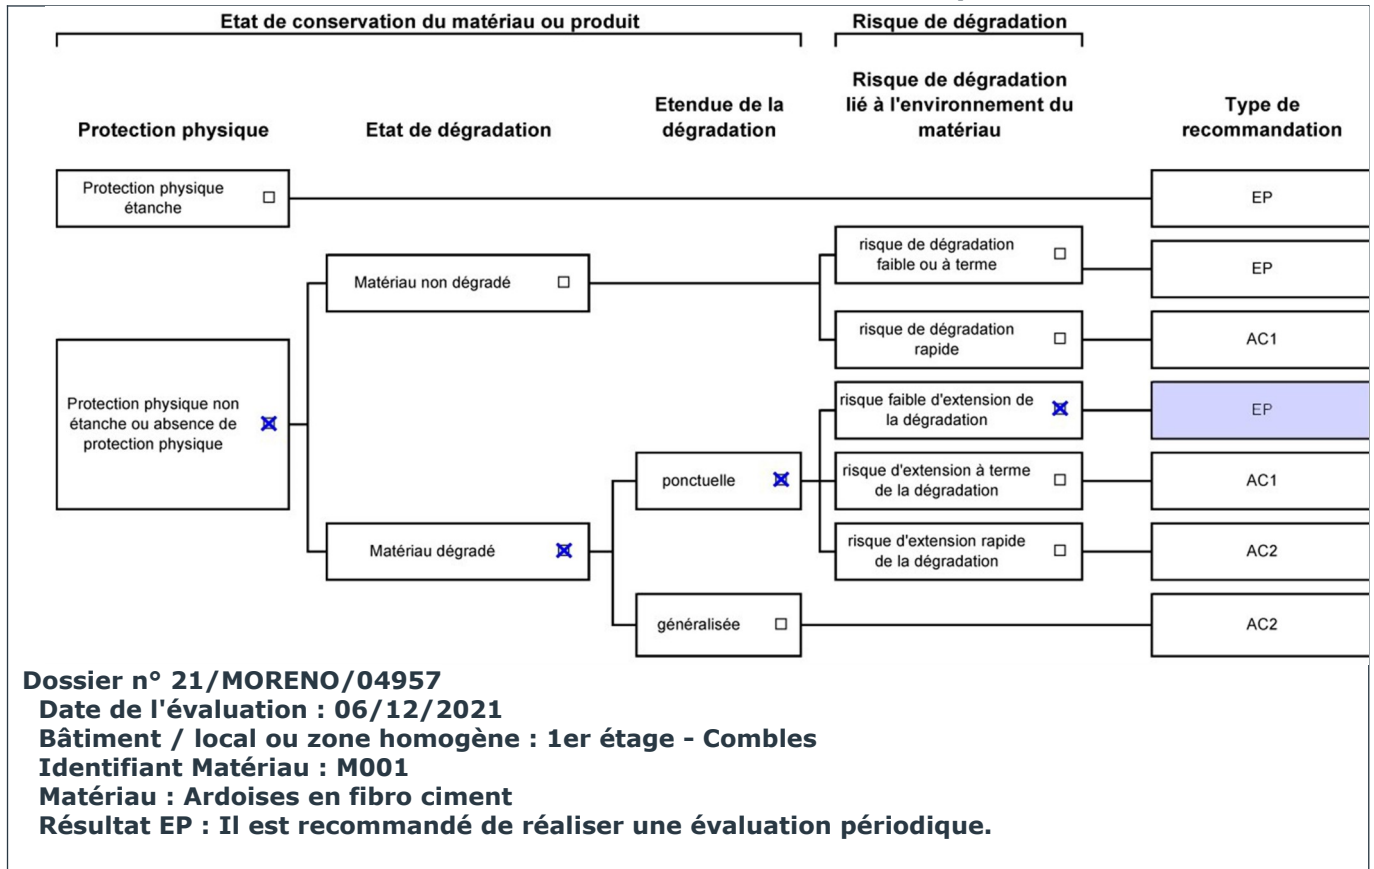 Etat de conservation du matériau ou produit
Risque de dégradation
Protection physique
Etat de dégradation
Etendue de la
dégradation
Risque de dégradation
lié à l'environnement du
matériau
Type de
recommandation
Protection physique
étanche
EP
risque de dégradation
faible ou à terme
EP
Matériau non dégradé
risque de dégradation
rapide
AC1
Protection physique non
étanche ou absence de
protection physique
risque faible d'extension de
la dégradation
EP
ponctuelle
risque d'extension à terme
de la dégradation
AC1
Matériau dégradé
risque d'extension rapide
de la dégradation
AC2
généralisée
AC2
Dossier n° 21/MORENO/04957
Date de l'évaluation : 06/12/2021
Bâtiment / local ou zone homogène : 1er étage - Combles
Identifiant Matériau : M001
Matériau : Ardoises en fibro ciment
Résultat EP : Il est recommandé de réaliser une évaluation périodique.